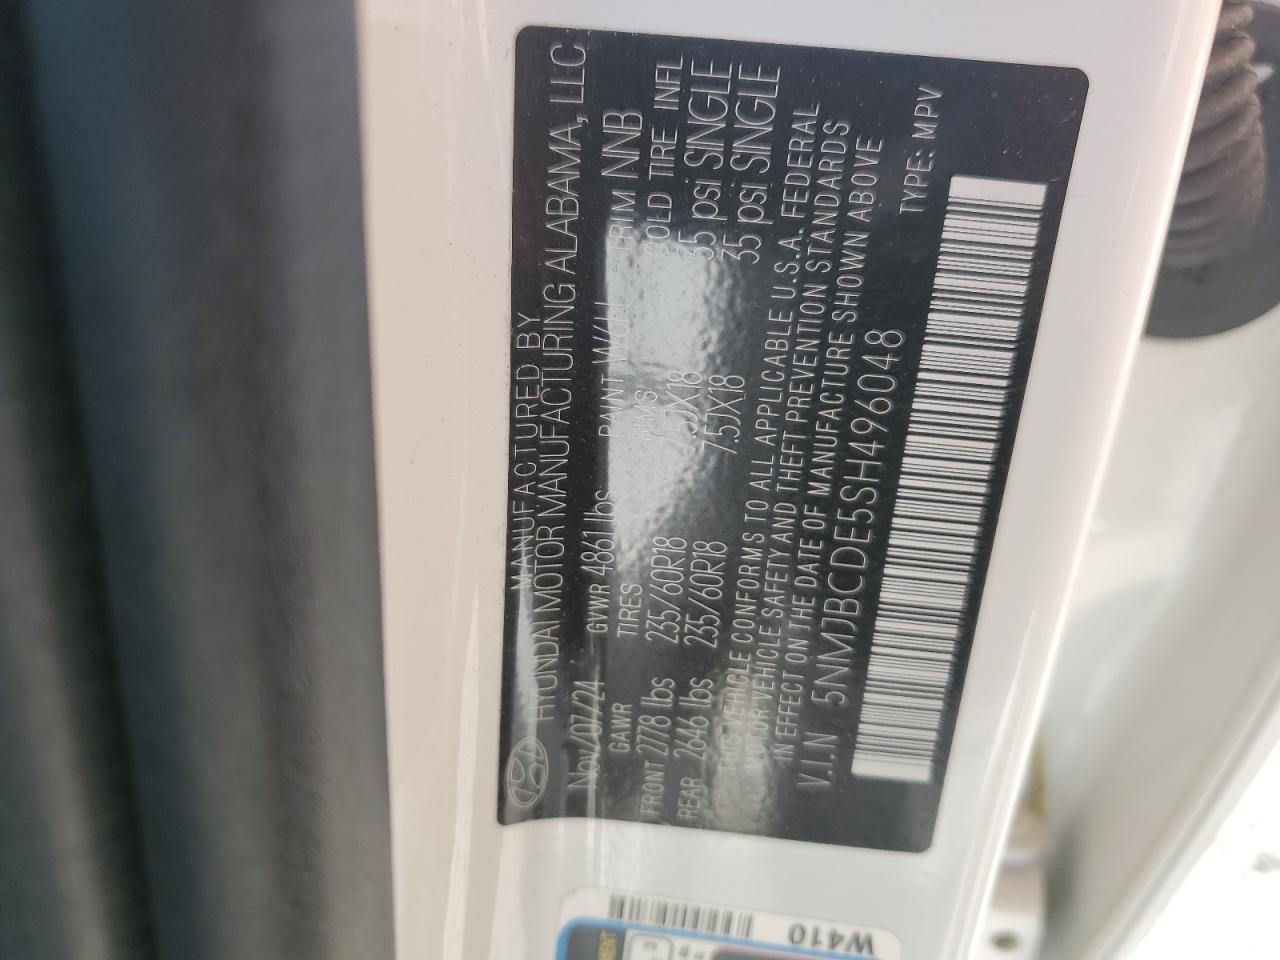 MANUFACTURED BY
HYUNDAI MOTOR MANUFACTURING ALABAMA, LLC
Nov/07/24 GVWR 4861 lbs PAINT W6H TRIM NNB
GAWR TIRES RIMS COLD TIRE INFL
FRONT 2778 lbs 235/60R18 7.5JX18 35 psi SINGLE
REAR 2646 lbs 235/60R18 7.5JX18 35 psi SINGLE
THIS VEHICLE CONFORMS TO ALL APPLICABLE U.S.A. FEDERAL
MOTOR VEHICLE SAFETY AND THEFT PREVENTION STANDARDS
IN EFFECT ON THE DATE OF MANUFACTURE SHOWN ABOVE
V.I.N 5NMJBCDE5SH496048 TYPE: MPV
W410